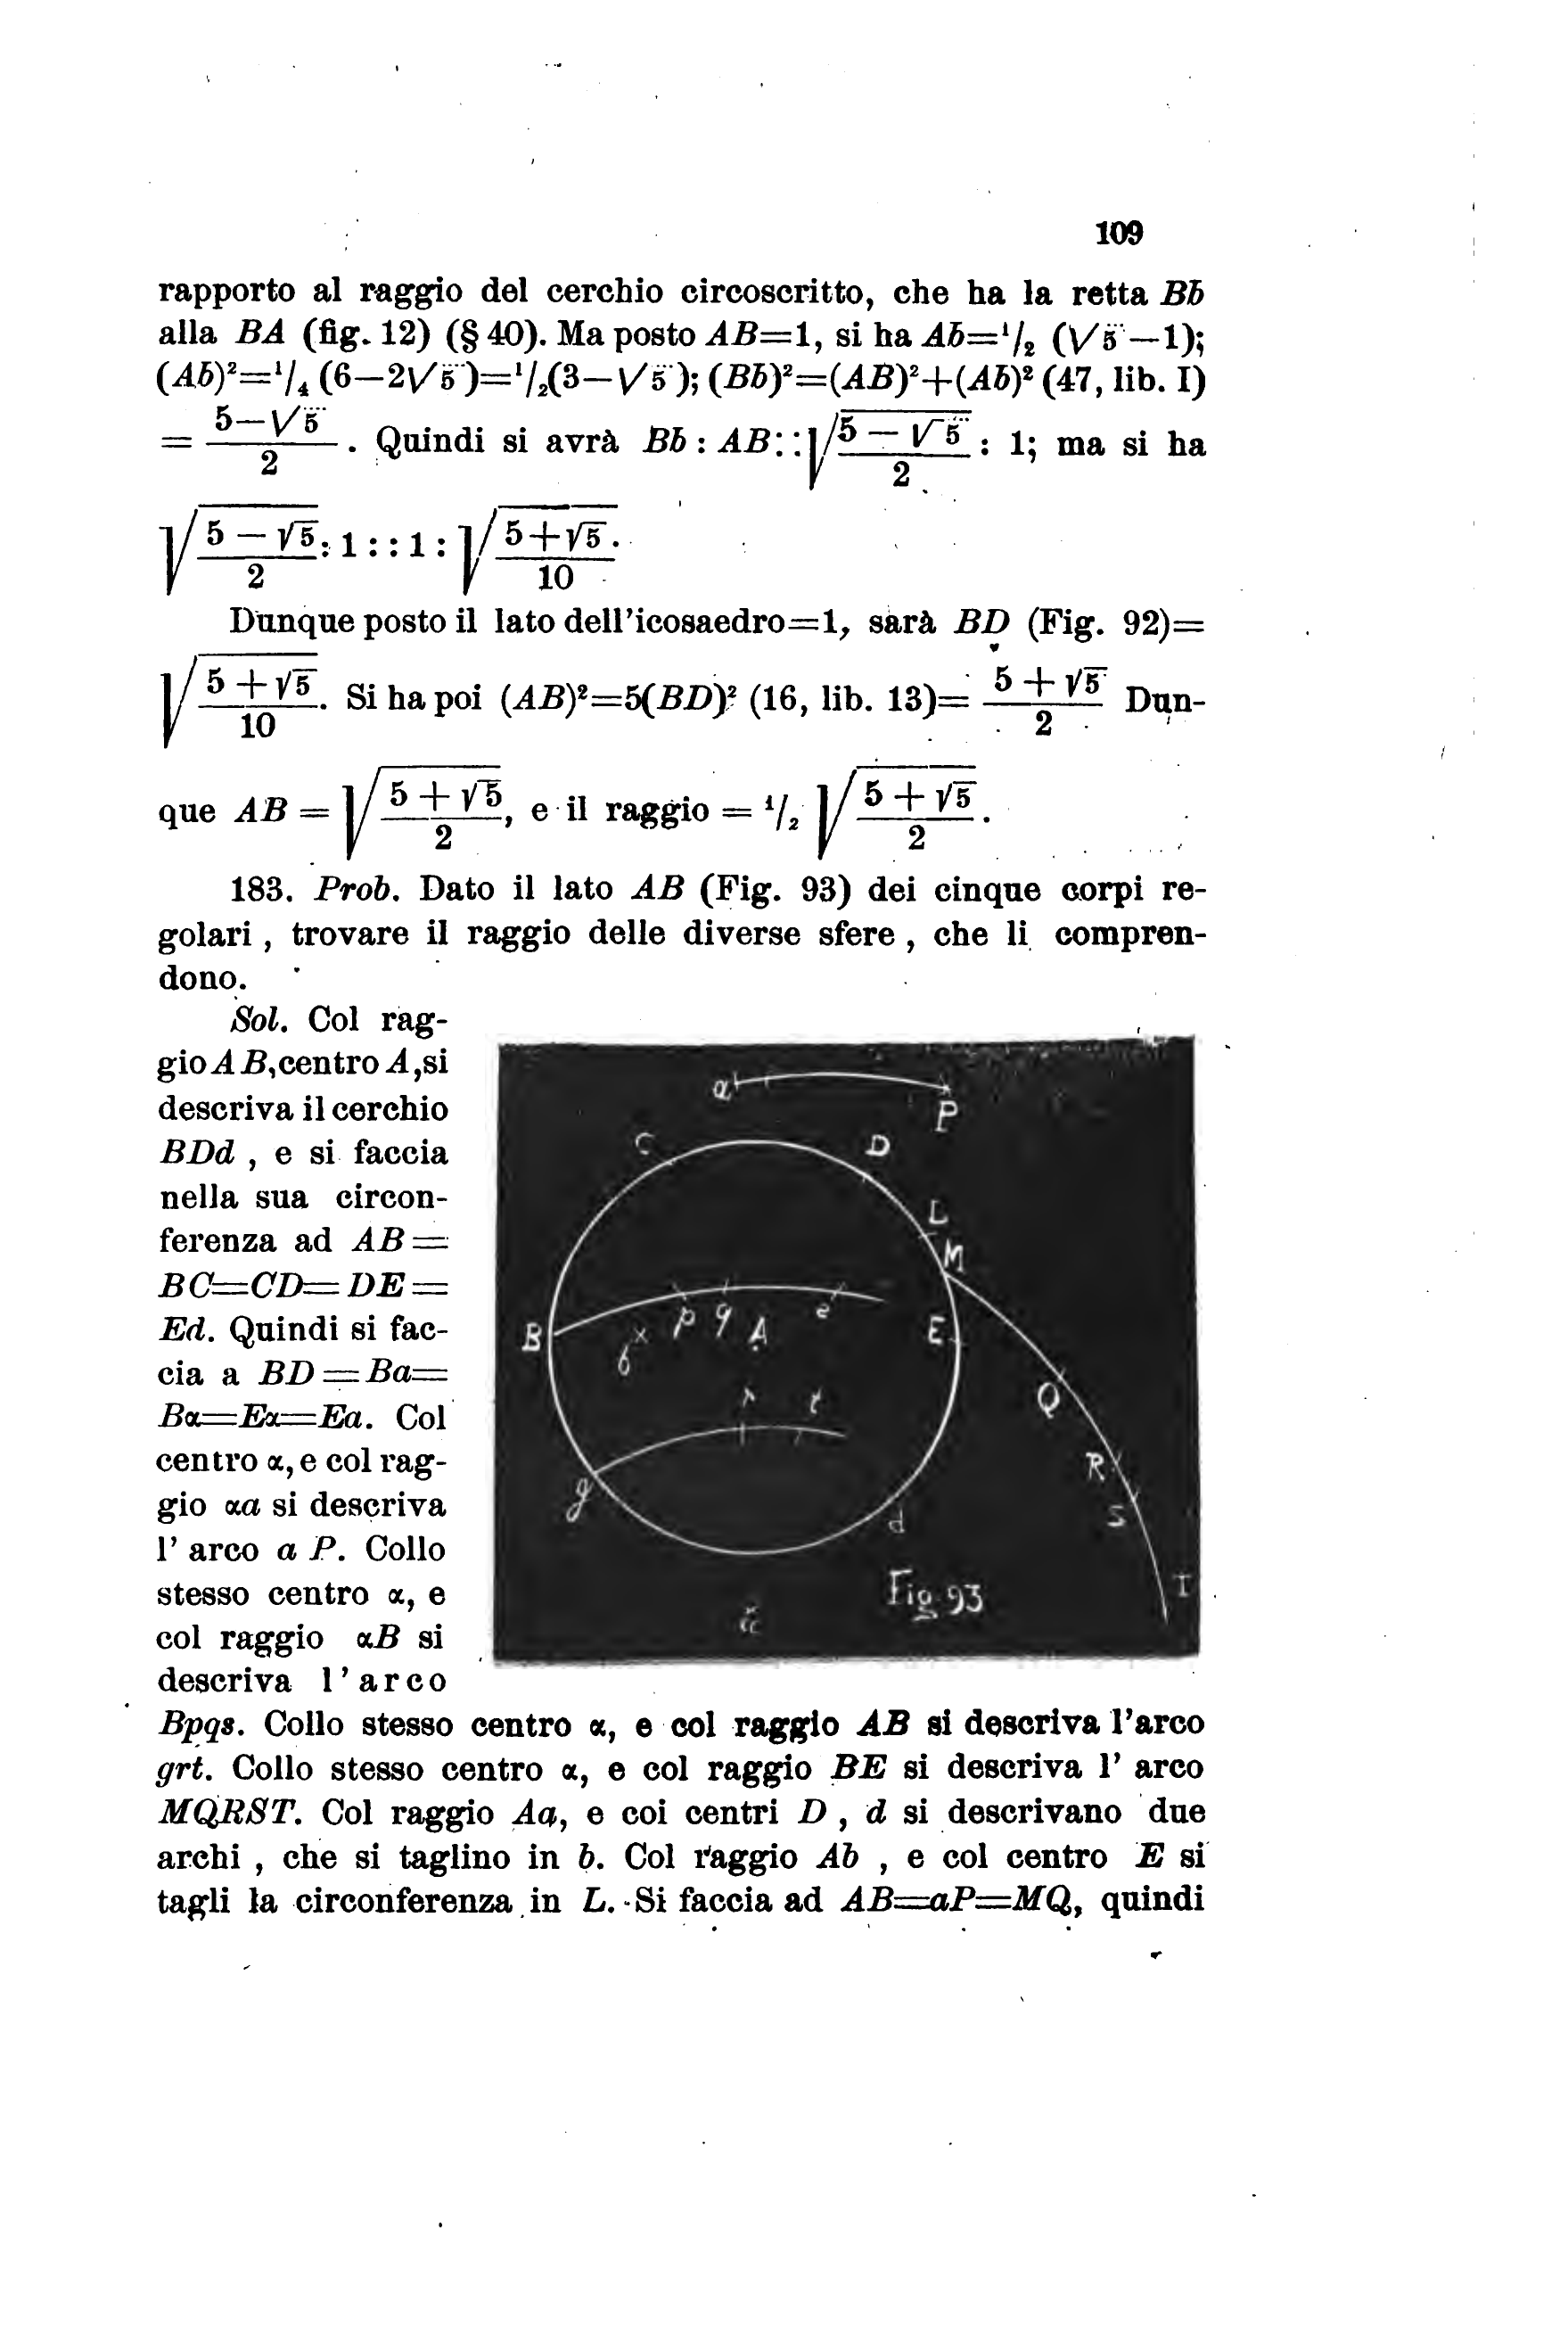 109
rapporto al raggio del cerchio circoscritto, che ha la retta Bb
alla BA (fig. 12) (§ 40). Ma posto AB=1, si ha Ab=¹/₂ (√5 —1);
(Ab)²=¹/₄ (6—2√5)=¹/₂(3—√5); (Bb)²=(AB)²+(Ab)² (47, lib. I)
= (5—√5)/2 . Quindi si avrà Bb : AB : : √((5 — √5)/2) : 1; ma si ha
√((5 — √5)/2) : 1 : : 1 : √((5+√5)/10).
Dunque posto il lato dell'icosaedro=1, sarà BD (Fig. 92)=
√((5 + √5)/10). Si ha poi (AB)²=5(BD)² (16, lib. 13)= (5 + √5)/2 Dun-
que AB = √((5 + √5)/2), e il raggio = ¹/₂ √((5 + √5)/2).
183. Prob. Dato il lato AB (Fig. 93) dei cinque corpi re-
golari , trovare il raggio delle diverse sfere , che li compren-
dono.
Sol. Col rag-
gio AB, centro A, si
descriva il cerchio
BDd , e si faccia
nella sua circon-
ferenza ad AB =
BC=CD=DE=
Ed. Quindi si fac-
cia a BD=Ba=
Bα=Eα=Ea. Col
centro α, e col rag-
gio αa si descriva
l' arco a P. Collo
stesso centro α, e
col raggio αB si
descriva l'arco
a P
C D
L
M
B b p q A e E
r t Q
g R
d S
Fig. 93 T
α
Bpqs. Collo stesso centro α, e col raggio AB si descriva l'arco
grt. Collo stesso centro α, e col raggio BE si descriva l' arco
MQRST. Col raggio Aq, e coi centri D , d si descrivano due
archi , che si taglino in b. Col raggio Ab , e col centro E si
tagli la circonferenza in L. Si faccia ad AB=aP=MQ, quindi